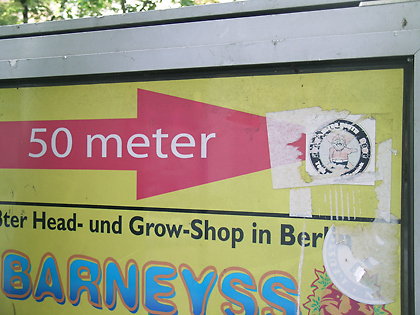 50 meter
ßter Head- und Grow-Shop in Berl
BARNEYSS